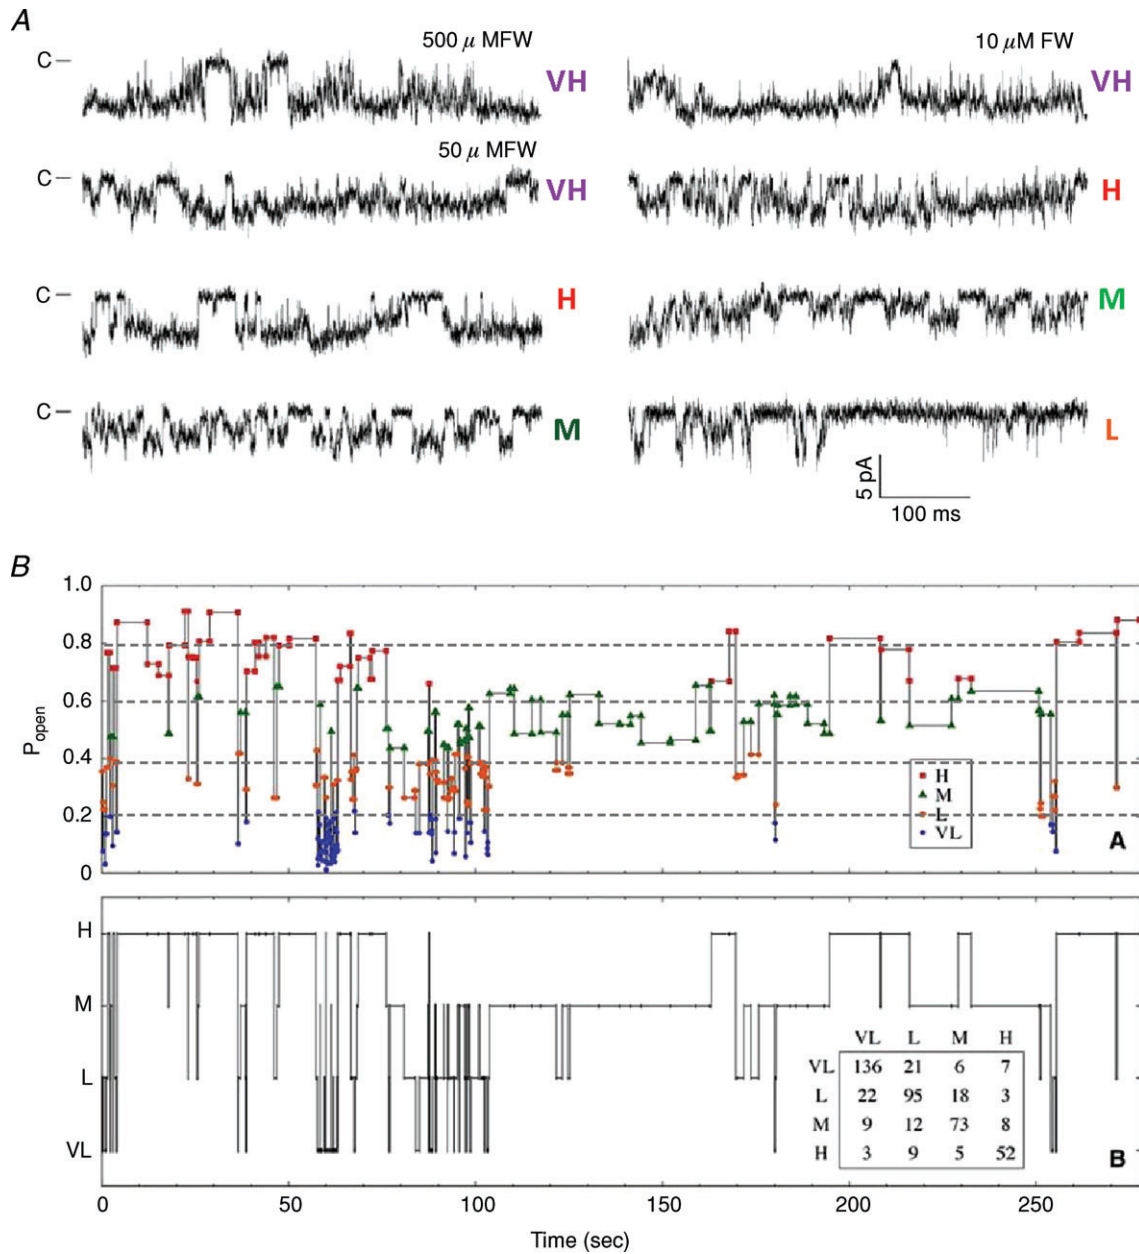 A
500 μ MFW
10 μM FW
C
VH
VH
50 μ MFW
C
VH
H
C
H
M
C
M
L
5 pA
100 ms
B
1.0
0.8
0.6
0.4
0.2
0
P_open
H
M
L
VL
A
H
M
L
VL
VL L M H
VL 136 21 6 7
L 22 95 18 3
M 9 12 73 8
H 3 9 5 52
B
0 50 100 150 200 250
Time (sec)